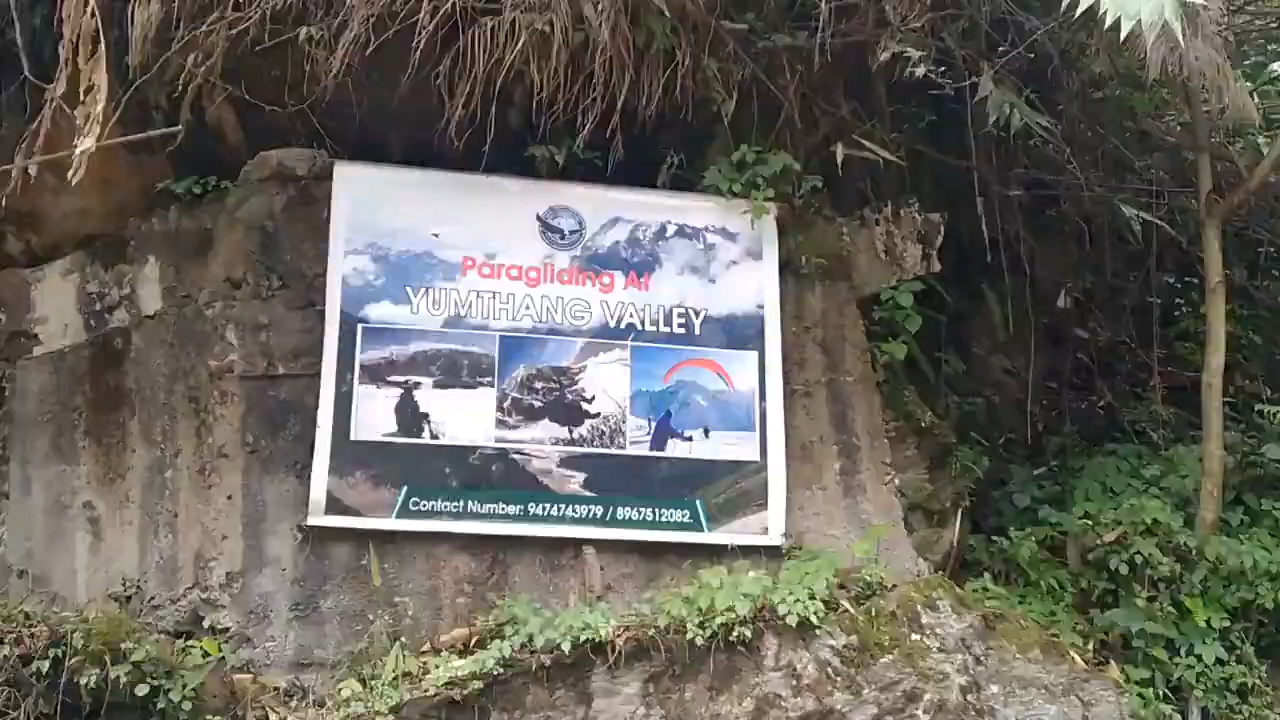 Paragliding At
YUMTHANG VALLEY
Contact Number: 9474743979 / 8967512082.